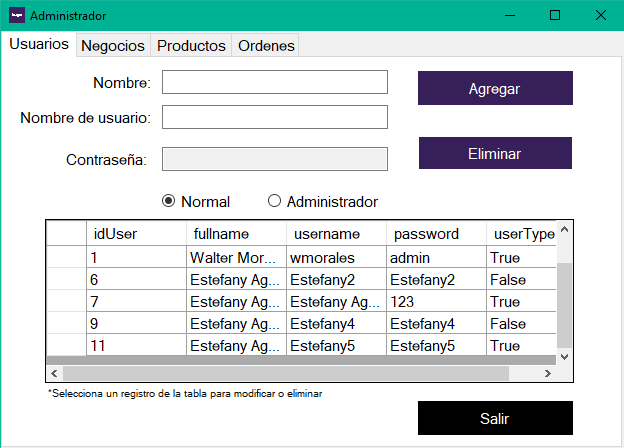 Administrador
Usuarios Negocios Productos Ordenes
Nombre: Agregar
Nombre de usuario:
Contraseña: Eliminar
Normal Administrador
idUser fullname username password userType
1 Walter Mor... wmorales admin True
6 Estefany Ag... Estefany2 Estefany2 False
7 Estefany Ag... Estefany Ag... 123 True
9 Estefany Ag... Estefany4 Estefany4 False
11 Estefany Ag... Estefany5 Estefany5 True
*Selecciona un registro de la tabla para modificar o eliminar
Salir